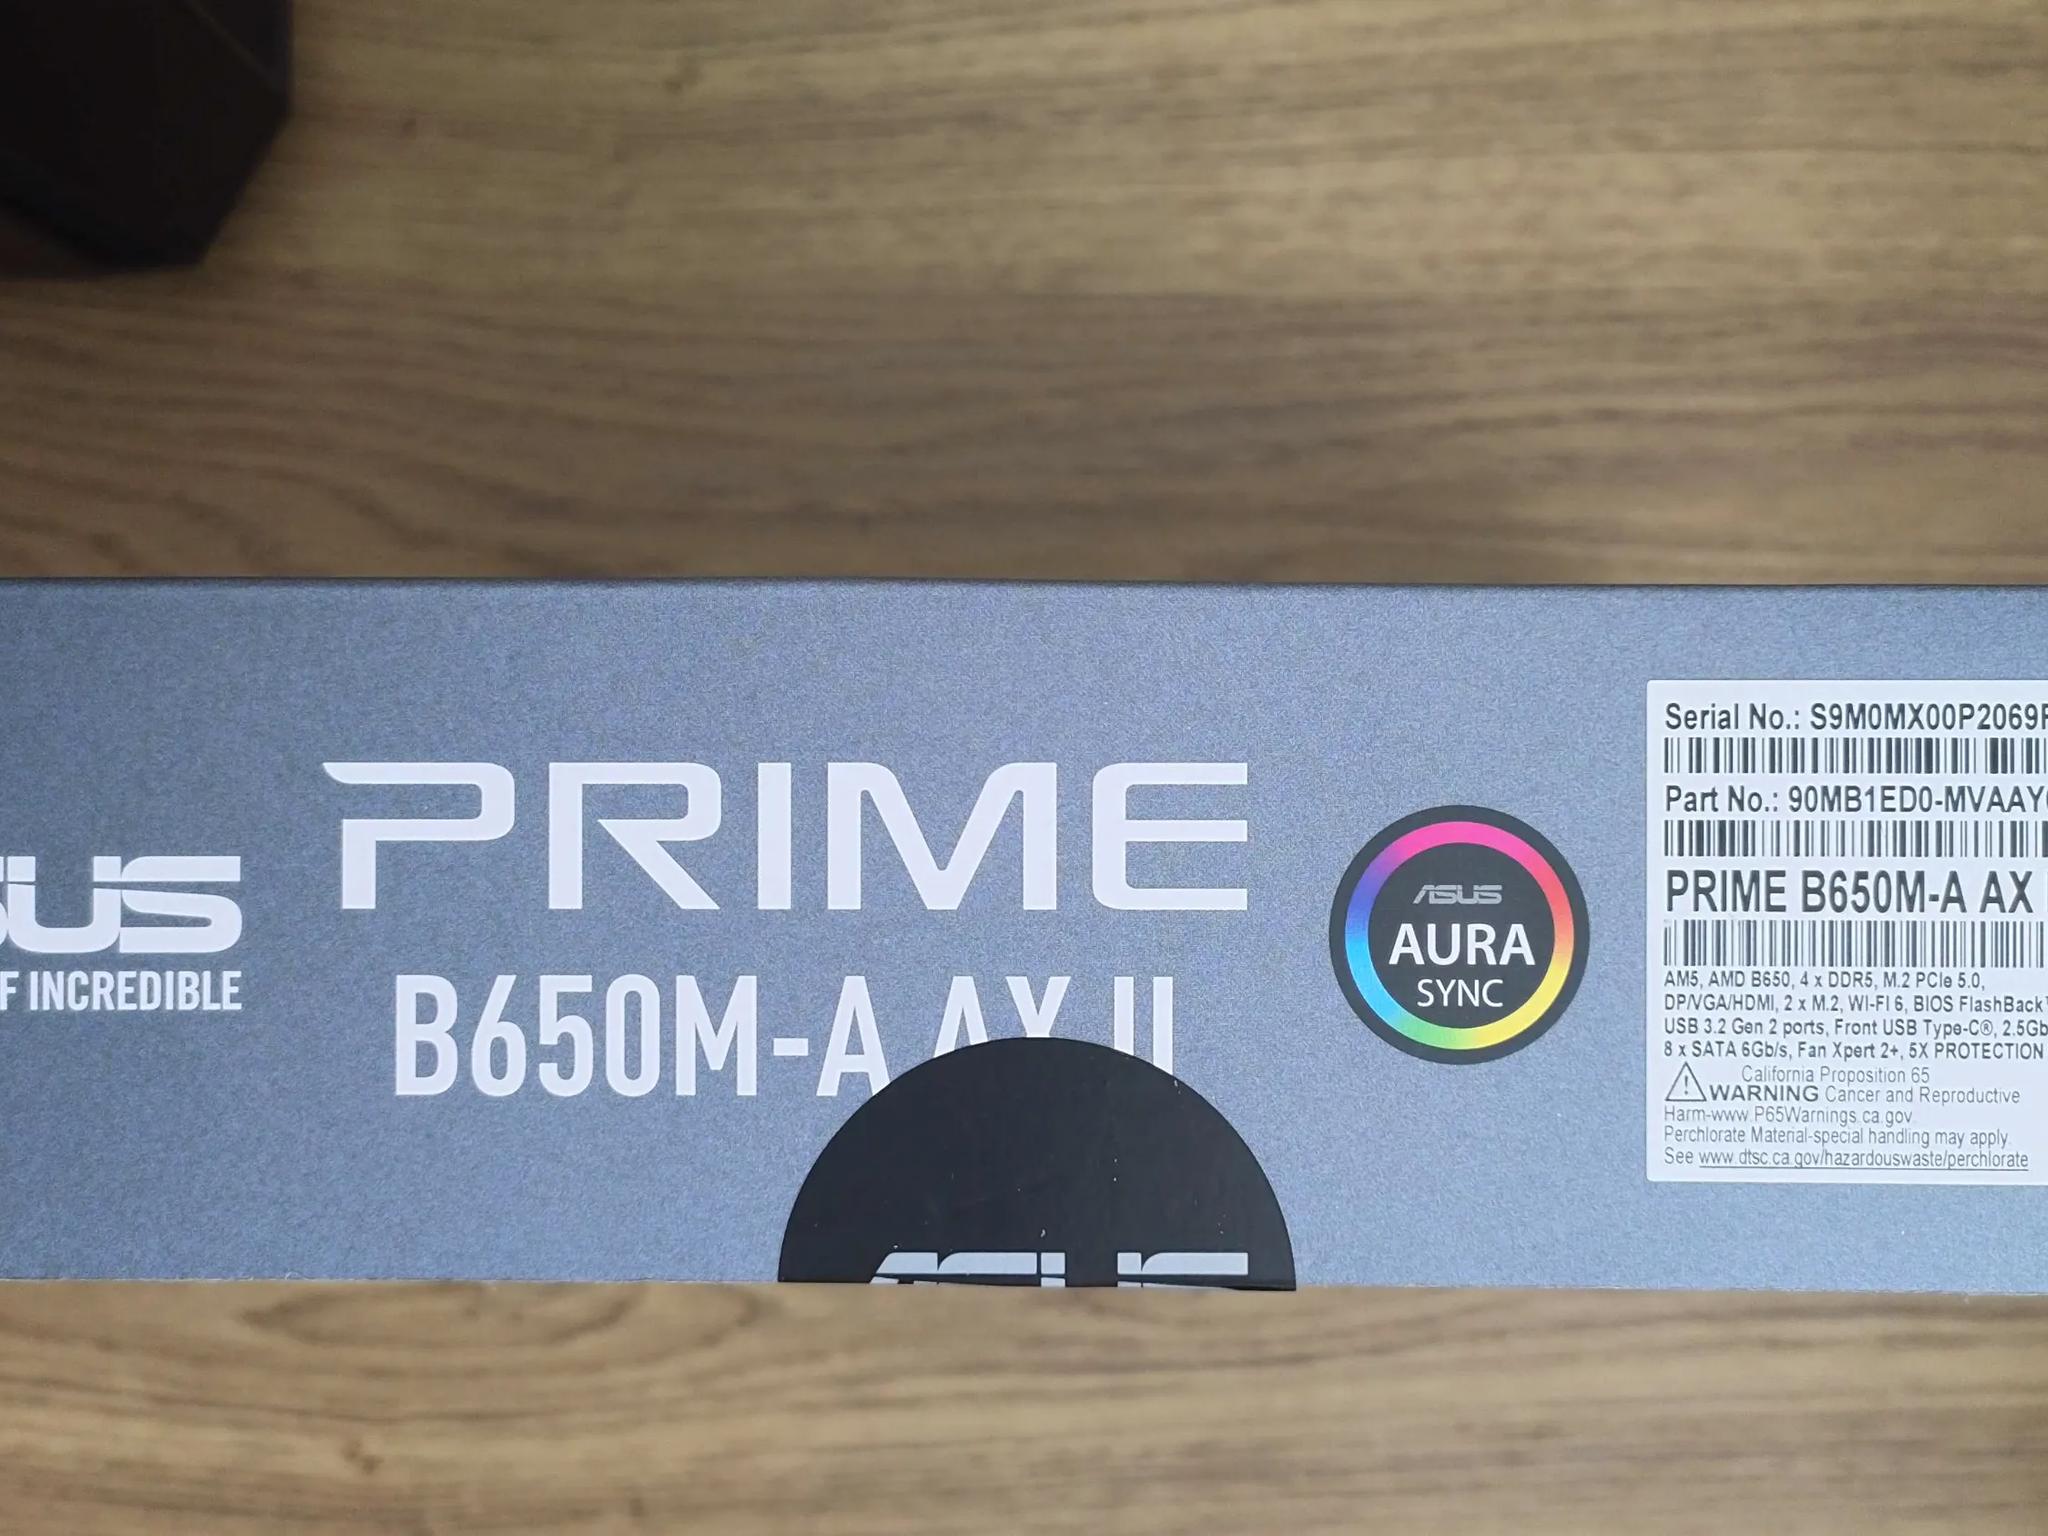 PRIME
B650M-A AX II
SUS
F INCREDIBLE
ASUS
AURA
SYNC
ASUS
Serial No.: S9M0MX00P2069
Part No.: 90MB1ED0-MVAAY
PRIME B650M-A AX
AM5, AMD B650, 4 x DDR5, M.2 PCIe 5.0,
DP/VGA/HDMI, 2 x M.2, WI-FI 6, BIOS FlashBack™
USB 3.2 Gen 2 ports, Front USB Type-C®, 2.5Gb
8 x SATA 6Gb/s, Fan Xpert 2+, 5X PROTECTION
California Proposition 65
WARNING Cancer and Reproductive
Harm-www.P65Warnings.ca.gov.
Perchlorate Material-special handling may apply.
See www.dtsc.ca.gov/hazardouswaste/perchlorate